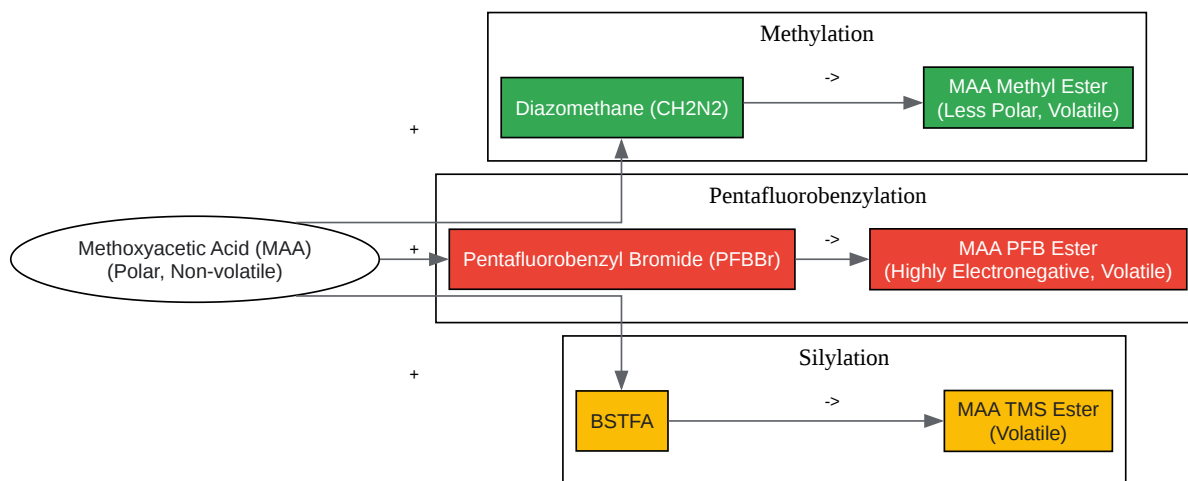 Methylation
Diazomethane (CH2N2)
->
MAA Methyl Ester
(Less Polar, Volatile)
+
Pentafluorobenzylation
Methoxyacetic Acid (MAA)
(Polar, Non-volatile)
+
Pentafluorobenzyl Bromide (PFBBr)
->
MAA PFB Ester
(Highly Electronegative, Volatile)
+
Silylation
BSTFA
->
MAA TMS Ester
(Volatile)